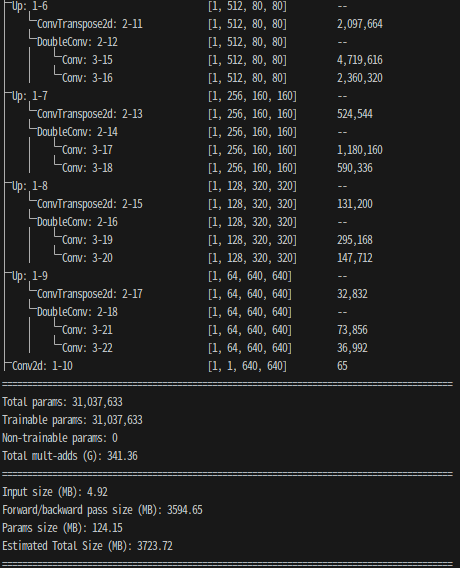 ├─Up: 1-6                                [1, 512, 80, 80]          --
│    └─ConvTranspose2d: 2-11             [1, 512, 80, 80]          2,097,664
│    └─DoubleConv: 2-12                  [1, 512, 80, 80]          --
│    │    └─Conv: 3-15                   [1, 512, 80, 80]          4,719,616
│    │    └─Conv: 3-16                   [1, 512, 80, 80]          2,360,320
├─Up: 1-7                                [1, 256, 160, 160]        --
│    └─ConvTranspose2d: 2-13             [1, 256, 160, 160]        524,544
│    └─DoubleConv: 2-14                  [1, 256, 160, 160]        --
│    │    └─Conv: 3-17                   [1, 256, 160, 160]        1,180,160
│    │    └─Conv: 3-18                   [1, 256, 160, 160]        590,336
├─Up: 1-8                                [1, 128, 320, 320]        --
│    └─ConvTranspose2d: 2-15             [1, 128, 320, 320]        131,200
│    └─DoubleConv: 2-16                  [1, 128, 320, 320]        --
│    │    └─Conv: 3-19                   [1, 128, 320, 320]        295,168
│    │    └─Conv: 3-20                   [1, 128, 320, 320]        147,712
├─Up: 1-9                                [1, 64, 640, 640]         --
│    └─ConvTranspose2d: 2-17             [1, 64, 640, 640]         32,832
│    └─DoubleConv: 2-18                  [1, 64, 640, 640]         --
│    │    └─Conv: 3-21                   [1, 64, 640, 640]         73,856
│    │    └─Conv: 3-22                   [1, 64, 640, 640]         36,992
├─Conv2d: 1-10                           [1, 1, 640, 640]          65
==========================================================================================
Total params: 31,037,633
Trainable params: 31,037,633
Non-trainable params: 0
Total mult-adds (G): 341.36
==========================================================================================
Input size (MB): 4.92
Forward/backward pass size (MB): 3594.65
Params size (MB): 124.15
Estimated Total Size (MB): 3723.72
==========================================================================================